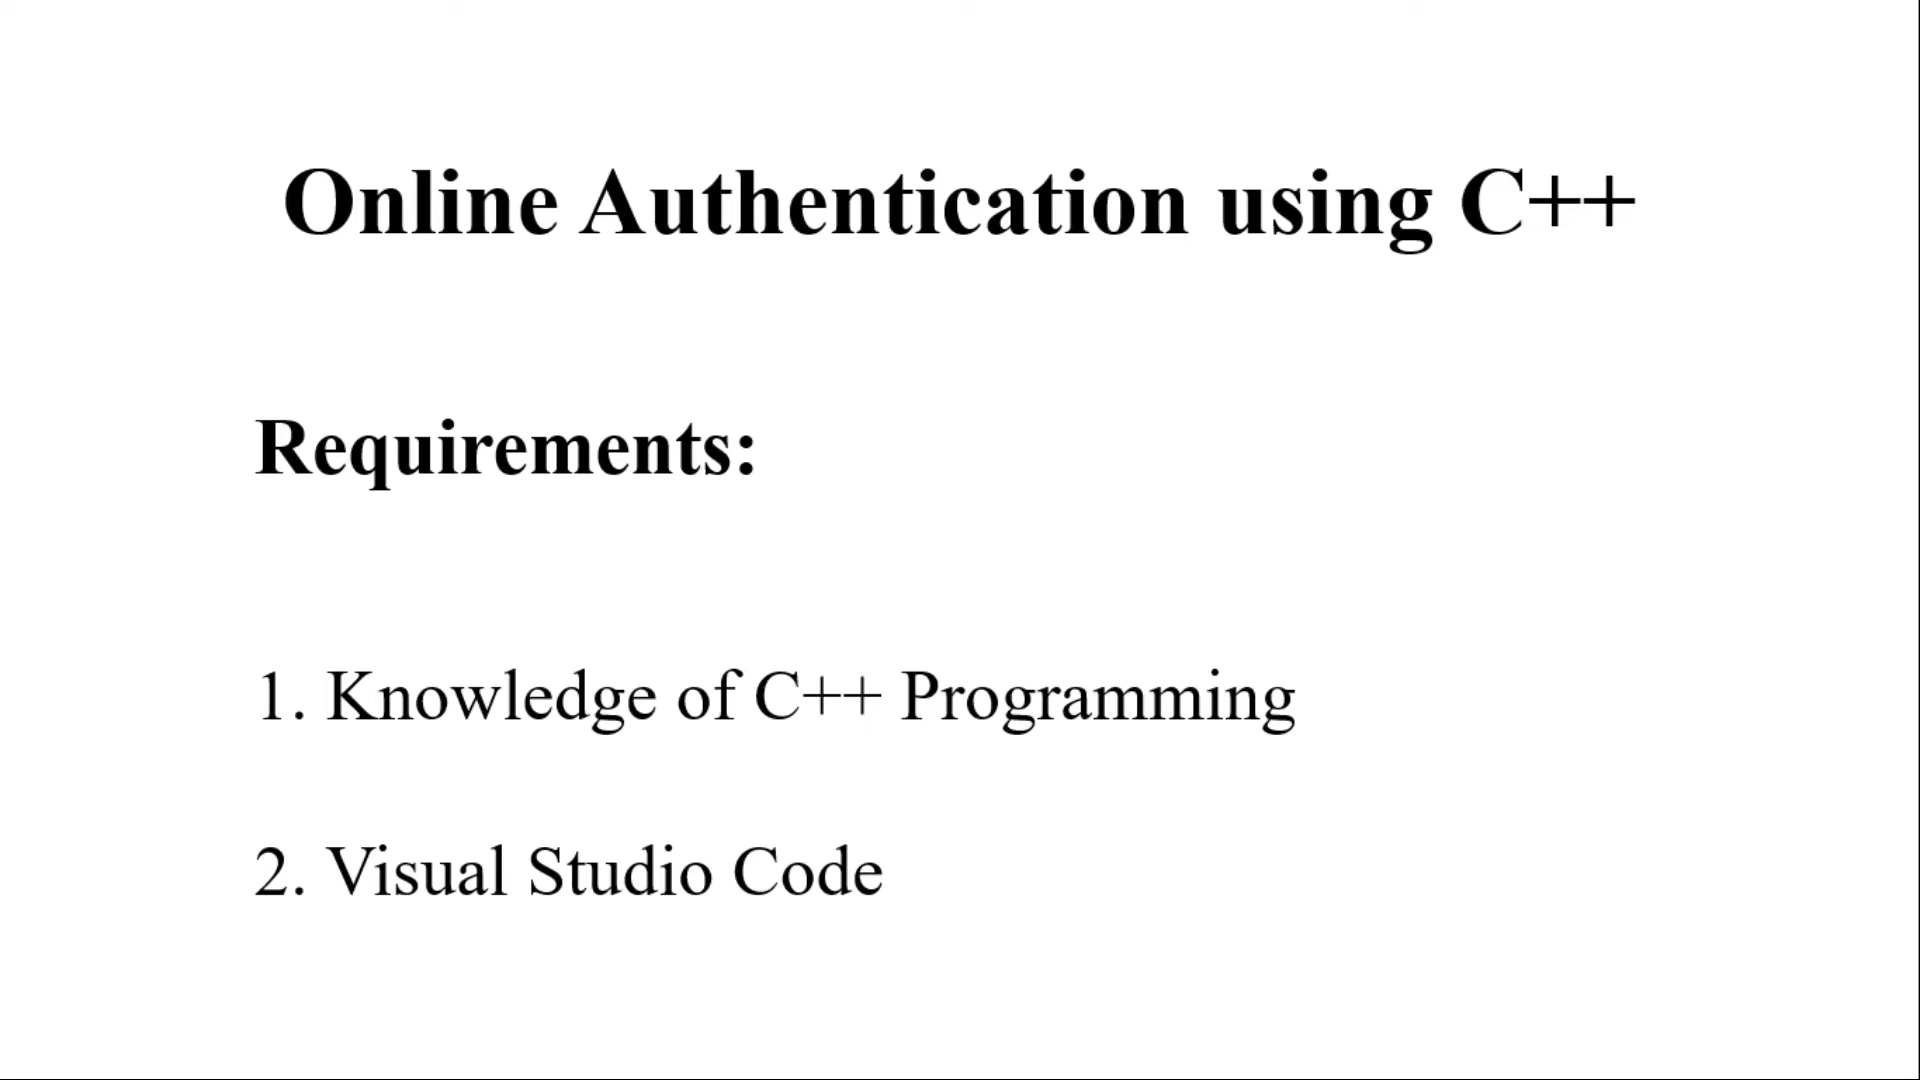 Online Authentication using C++
Requirements:
1. Knowledge of C++ Programming
2. Visual Studio Code